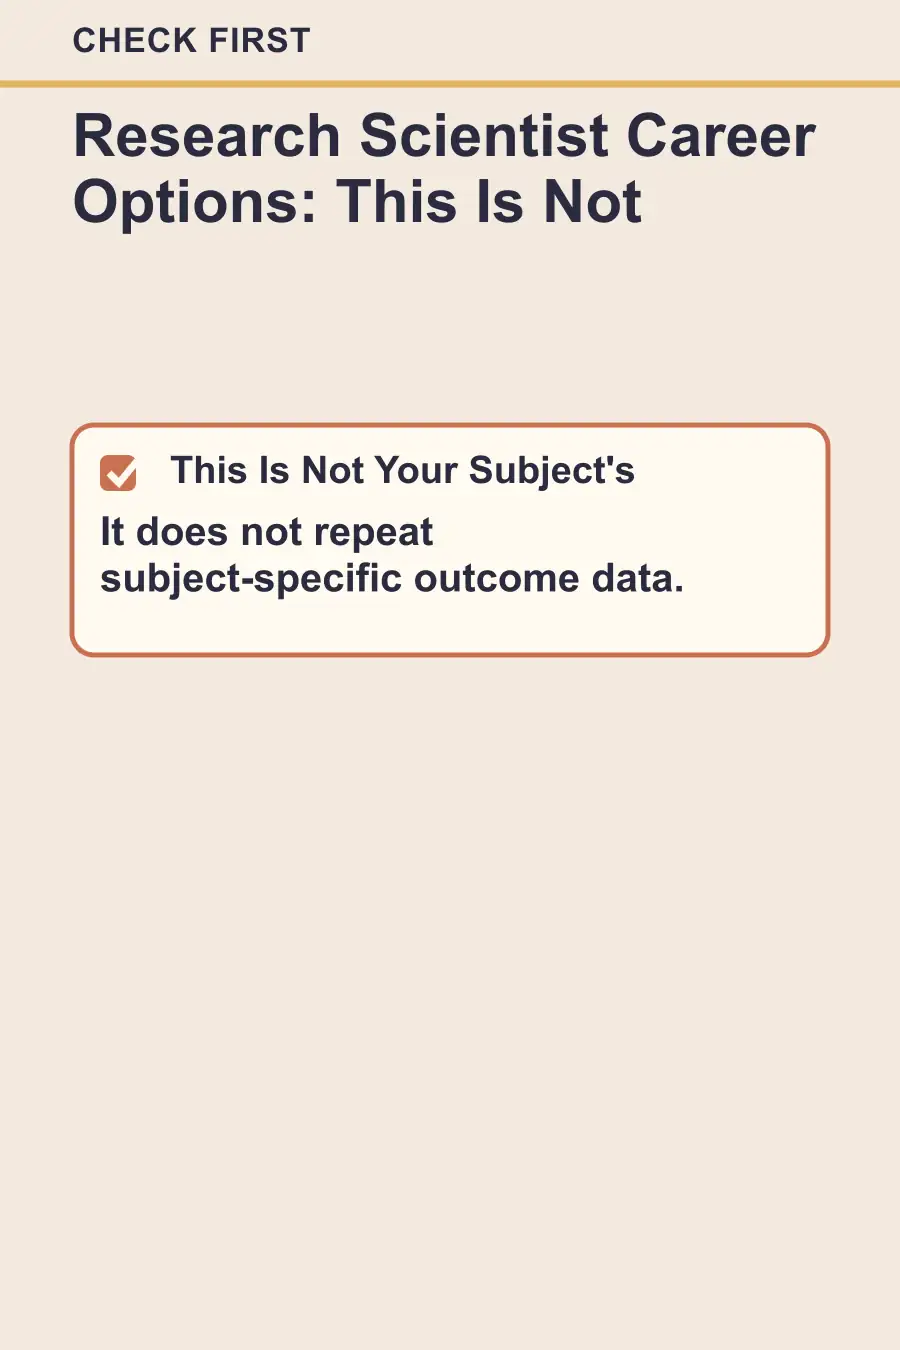 CHECK FIRST
Research Scientist Career
Options: This Is Not
This Is Not Your Subject's
It does not repeat
subject-specific outcome data.